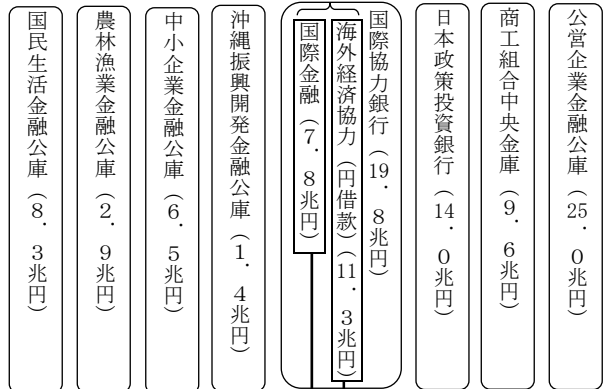 公営企業金融公庫（25．0兆円）
商工組合中央金庫（9．6兆円）
日本政策投資銀行（14．0兆円）
国際協力銀行（19．8兆円）
海外経済協力（円借款）（11．3兆円）
国際金融（7．8兆円）
沖縄振興開発金融公庫（1．4兆円）
中小企業金融公庫（6．5兆円）
農林漁業金融公庫（2．9兆円）
国民生活金融公庫（8．3兆円）